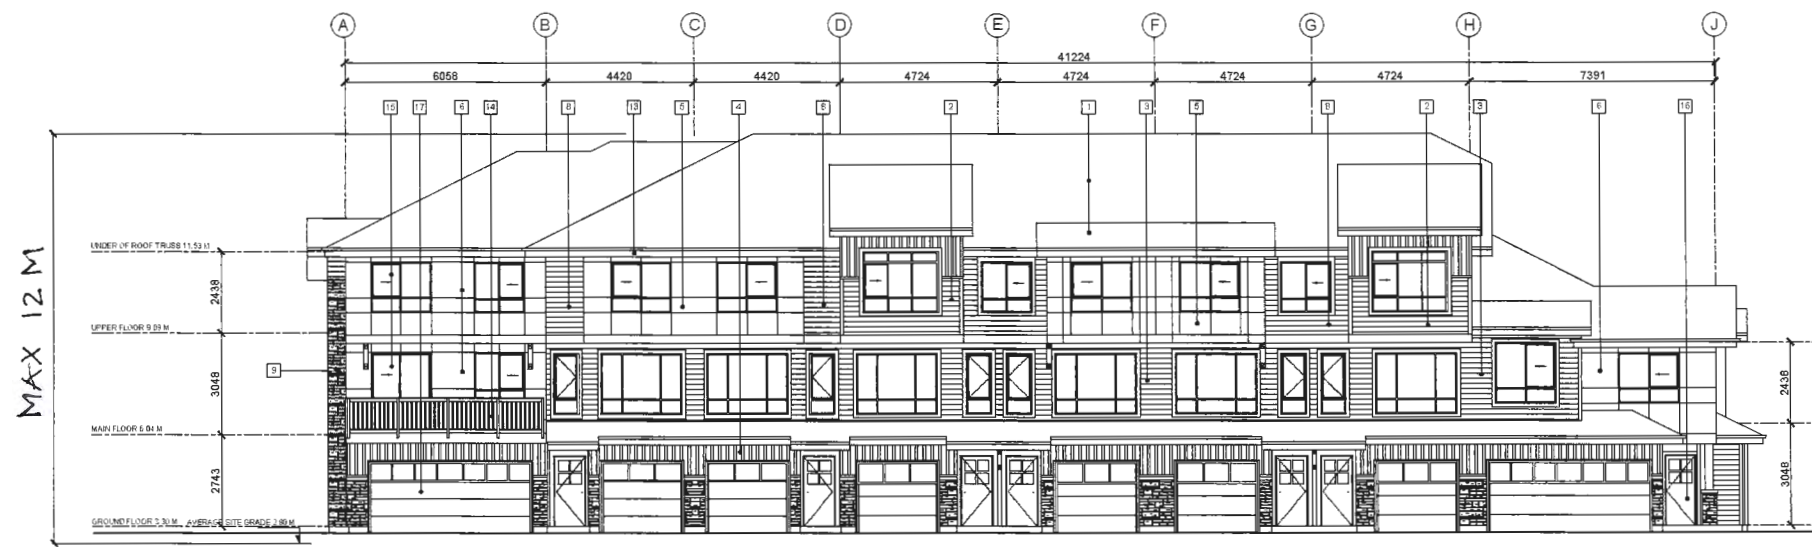 A B C D E F G H J
41224
6058 4420 4420 4724 4724 4724 4724 7391
15 17 6 14 8 13 5 4 8 2 1 3 5 8 2 3 6 16
MAX 12 M
UNDER OF ROOF TRUSS 11.53 M
2438
UPPER FLOOR 9.09 M
3048
9
2438
MAIN FLOOR 6.04 M
2743
3048
GROUND FLOOR 3.30 M AVERAGE SITE GRADE 2.90 M